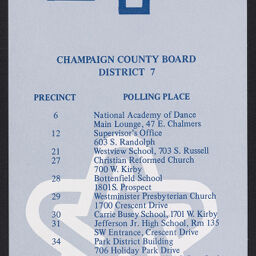 CHAMPAIGN COUNTY BOARD
DISTRICT 7
PRECINCT POLLING PLACE
6 National Academy of Dance
Main Lounge, 47 E. Chalmers
12 Supervisor's Office
603 S. Randolph
21 Westview School, 703 S. Russell
27 Christian Reformed Church
700 W. Kirby
28 Bottenfield School
1801 S. Prospect
29 Westminster Presbyterian Church
1700 Crescent Drive
30 Carrie Busey School, 1701 W. Kirby
31 Jefferson Jr. High School, Rm 135
SW Entrance, Crescent Drive
34 Park District Building
706 Holiday Park Drive